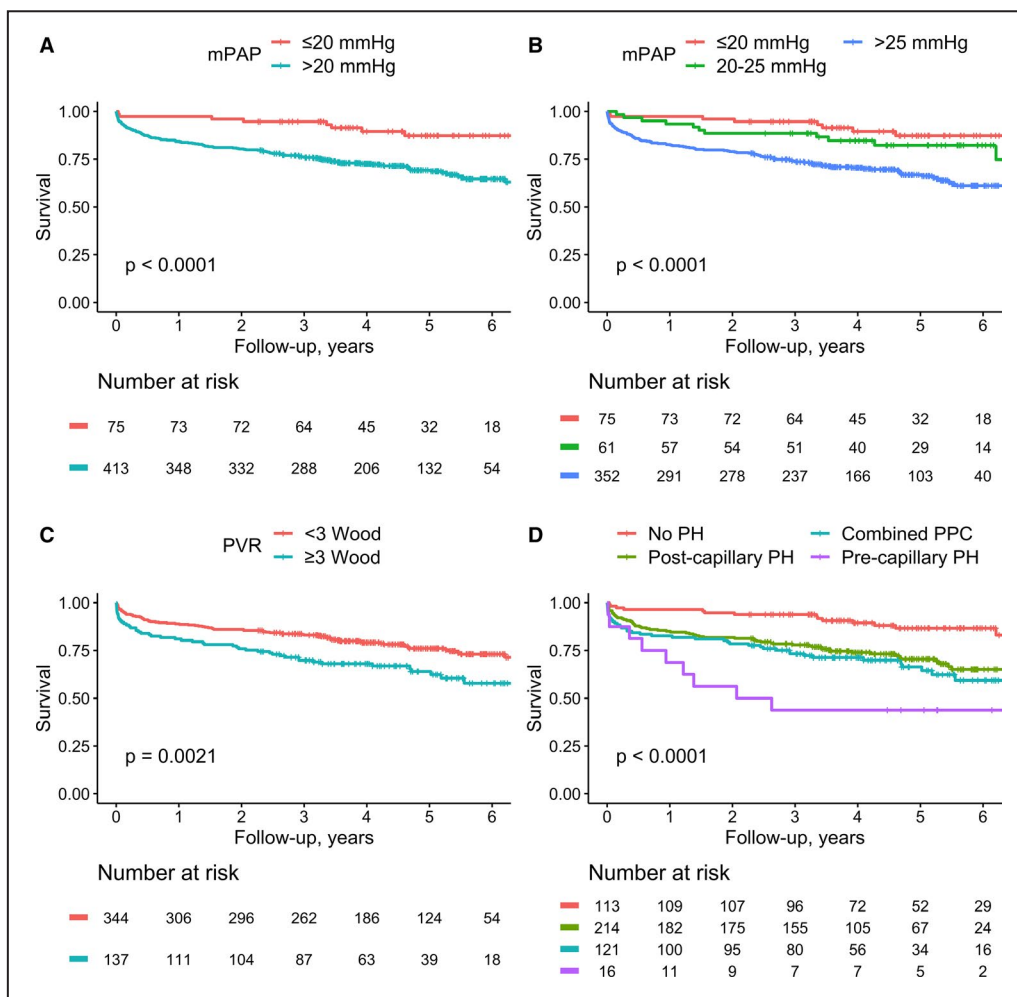 A
mPAP
≤20 mmHg
>20 mmHg
1.00
0.75
0.50
0.25
0.00
Survival
p < 0.0001
0 1 2 3 4 5 6
Follow-up, years
Number at risk
75 73 72 64 45 32 18
413 348 332 288 206 132 54
B
mPAP
≤20 mmHg >25 mmHg
20-25 mmHg
1.00
0.75
0.50
0.25
0.00
Survival
p < 0.0001
0 1 2 3 4 5 6
Follow-up, years
Number at risk
75 73 72 64 45 32 18
61 57 54 51 40 29 14
352 291 278 237 166 103 40
C
PVR
<3 Wood
≥3 Wood
1.00
0.75
0.50
0.25
0.00
Survival
p = 0.0021
0 1 2 3 4 5 6
Follow-up, years
Number at risk
344 306 296 262 186 124 54
137 111 104 87 63 39 18
D
No PH Combined PPC
Post-capillary PH Pre-capillary PH
1.00
0.75
0.50
0.25
0.00
Survival
p < 0.0001
0 1 2 3 4 5 6
Follow-up, years
Number at risk
113 109 107 96 72 52 29
214 182 175 155 105 67 24
121 100 95 80 56 34 16
16 11 9 7 7 5 2